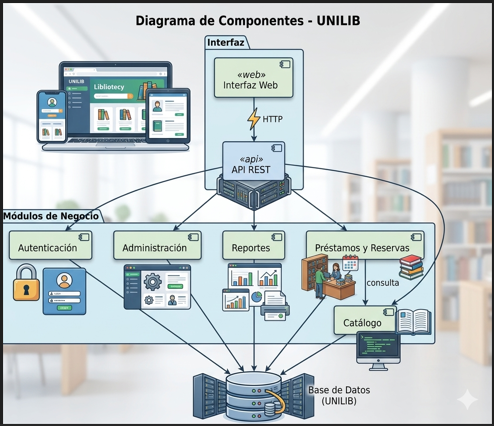 Diagrama de Componentes - UNILIB
Interfaz
«web»
Interfaz Web
HTTP
«api»
API REST
UNILIB
Libliotecy
Módulos de Negocio
Autenticación
Administración
Reportes
Préstamos y Reservas
consulta
Catálogo
Base de Datos
(UNILIB)